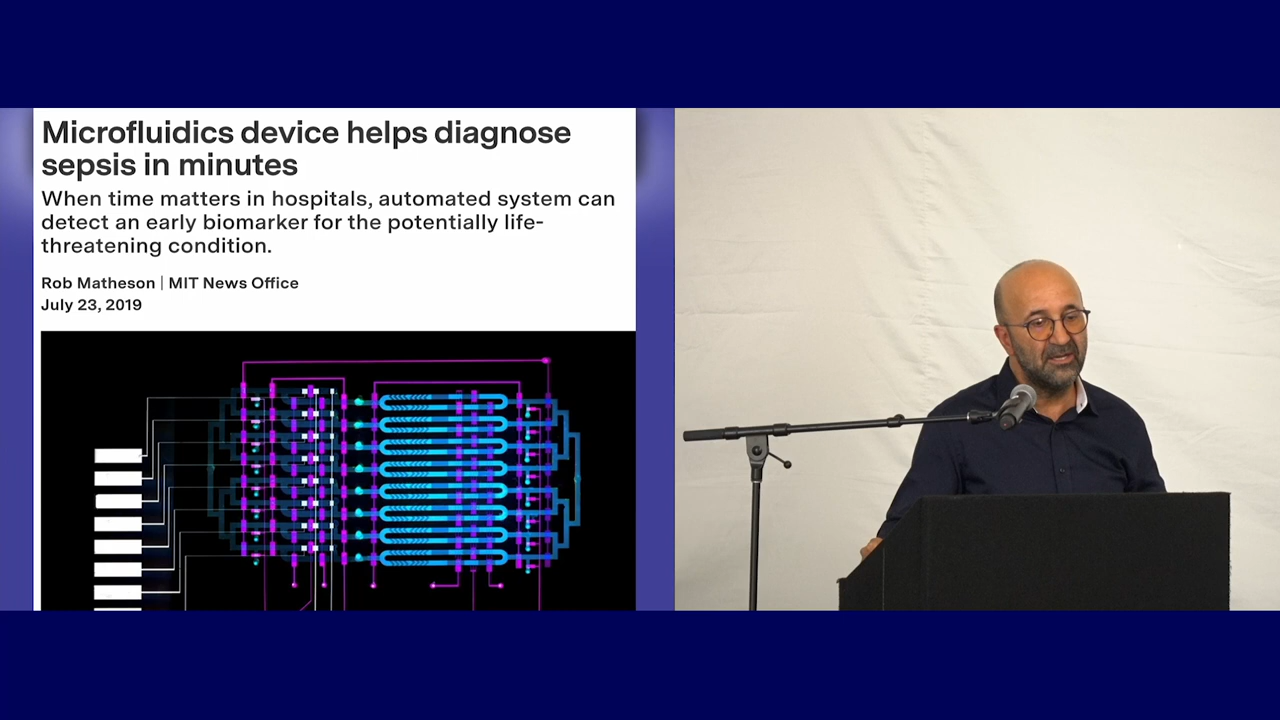 Microfluidics device helps diagnose
sepsis in minutes
When time matters in hospitals, automated system can
detect an early biomarker for the potentially life-
threatening condition.
Rob Matheson | MIT News Office
July 23, 2019